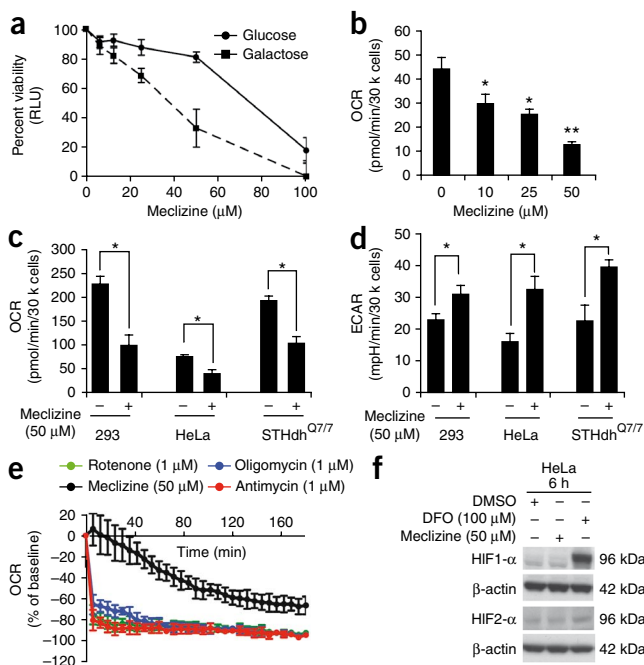 a
Glucose
Galactose
Percent viability
(RLU)
100
80
60
40
20
0
0 20 40 60 80 100
Meclizine (μM)
b
OCR
(pmol/min/30 k cells)
60
50
40
30
20
10
0
* * **
0 10 25 50
Meclizine (μM)
c
OCR
(pmol/min/30 k cells)
300
250
200
150
100
50
0
* * *
– + – + – +
Meclizine
(50 μM)
293 HeLa STHdhQ7/7
d
ECAR
(mpH/min/30 k cells)
50
40
30
20
10
0
* * *
– + – + – +
Meclizine
(50 μM)
293 HeLa STHdhQ7/7
e
Rotenone (1 μM) Oligomycin (1 μM)
Meclizine (50 μM) Antimycin (1 μM)
OCR
(% of baseline)
20
0
–20
–40
–60
–80
–100
–120
40 80 120 160
Time (min)
f
HeLa
6 h
DMSO + – –
DFO (100 μM) – – +
Meclizine (50 μM) – + –
HIF1-α 96 kDa
β-actin 42 kDa
HIF2-α 96 kDa
β-actin 42 kDa